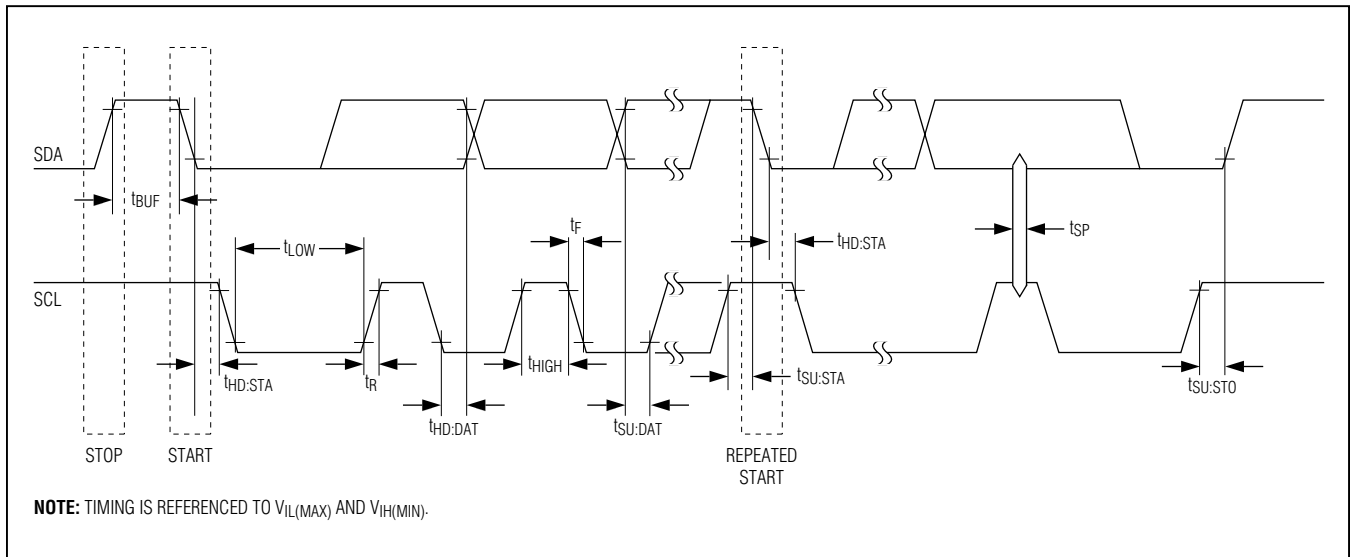 SDA
tBUF
tLOW
tF
tHD:STA
tSP
SCL
tHD:STA
tR
tHIGH
tSU:STA
tSU:STO
tHD:DAT
tSU:DAT
STOP
START
REPEATED
START
NOTE: TIMING IS REFERENCED TO VIL(MAX) AND VIH(MIN).